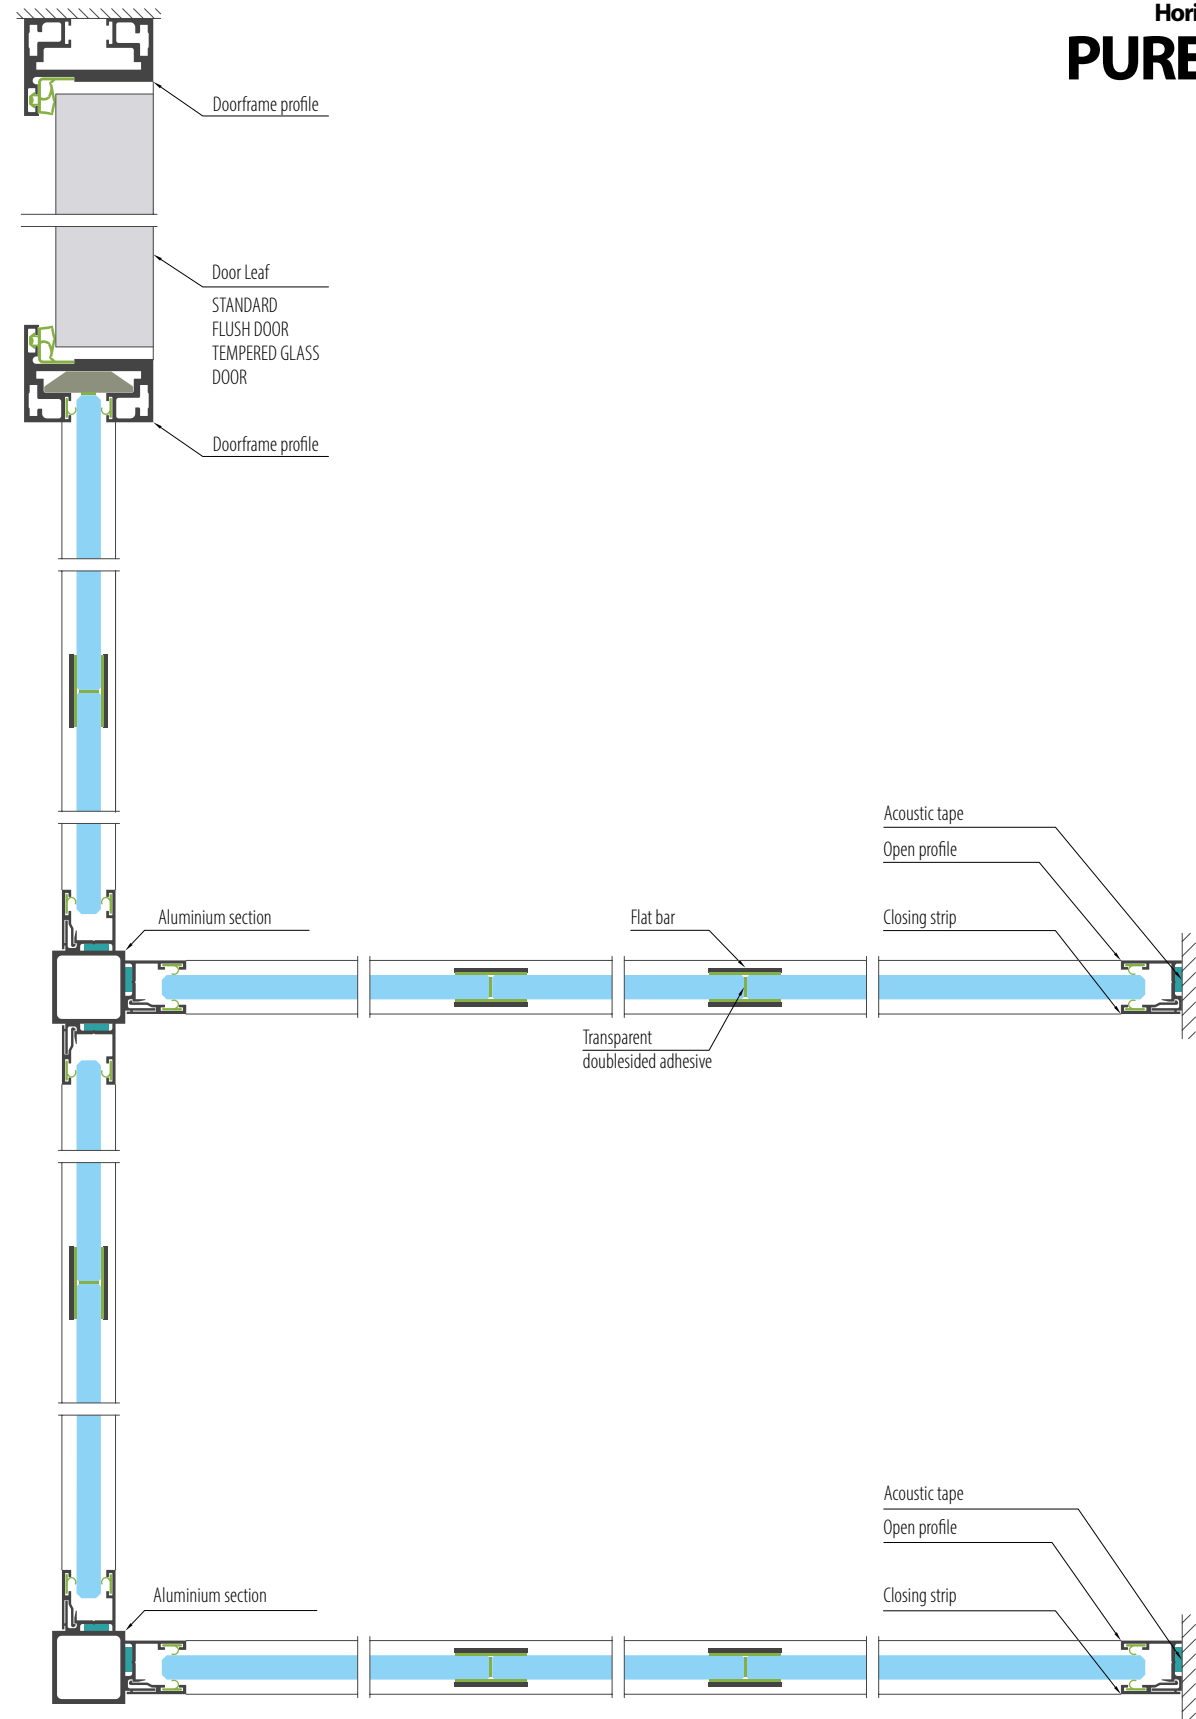 Hori
PURE
Doorframe profile
Door Leaf
STANDARD
FLUSH DOOR
TEMPERED GLASS
DOOR
Doorframe profile
Acoustic tape
Open profile
Aluminium section
Flat bar
Closing strip
Transparent
doublesided adhesive
Acoustic tape
Open profile
Aluminium section
Closing strip